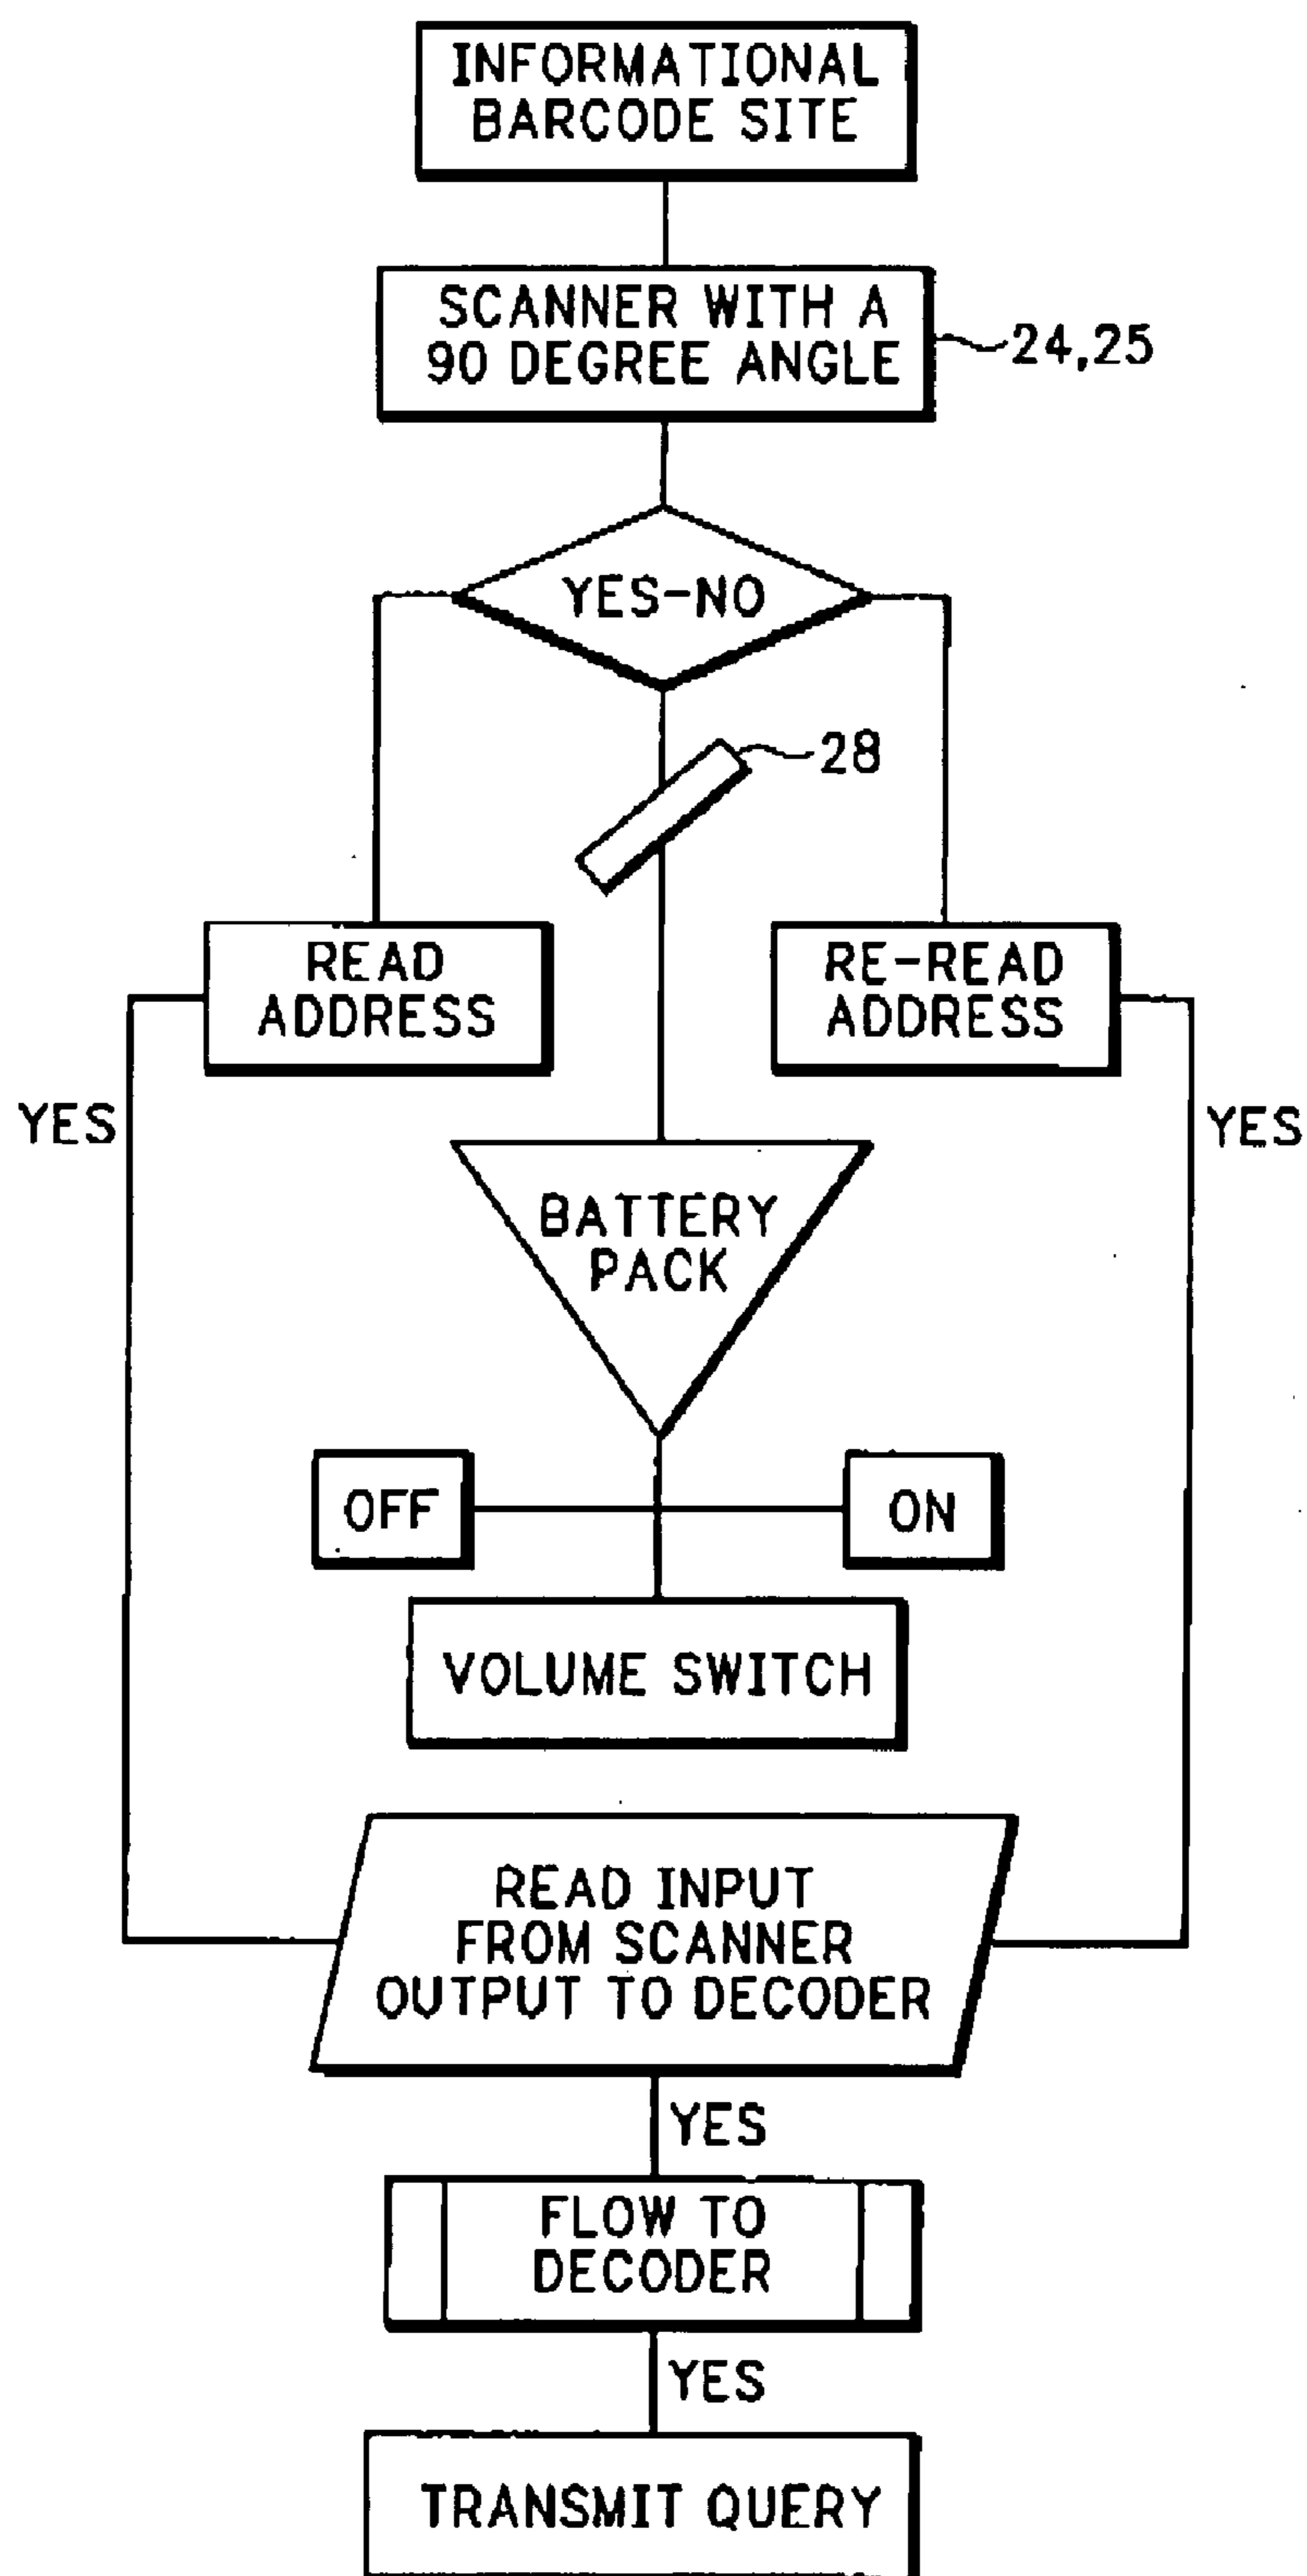 INFORMATIONAL
BARCODE SITE
SCANNER WITH A
90 DEGREE ANGLE
24,25
YES-NO
28
READ
ADDRESS
RE-READ
ADDRESS
YES
YES
BATTERY
PACK
OFF
ON
VOLUME SWITCH
READ INPUT
FROM SCANNER
OUTPUT TO DECODER
YES
FLOW TO
DECODER
YES
TRANSMIT QUERY